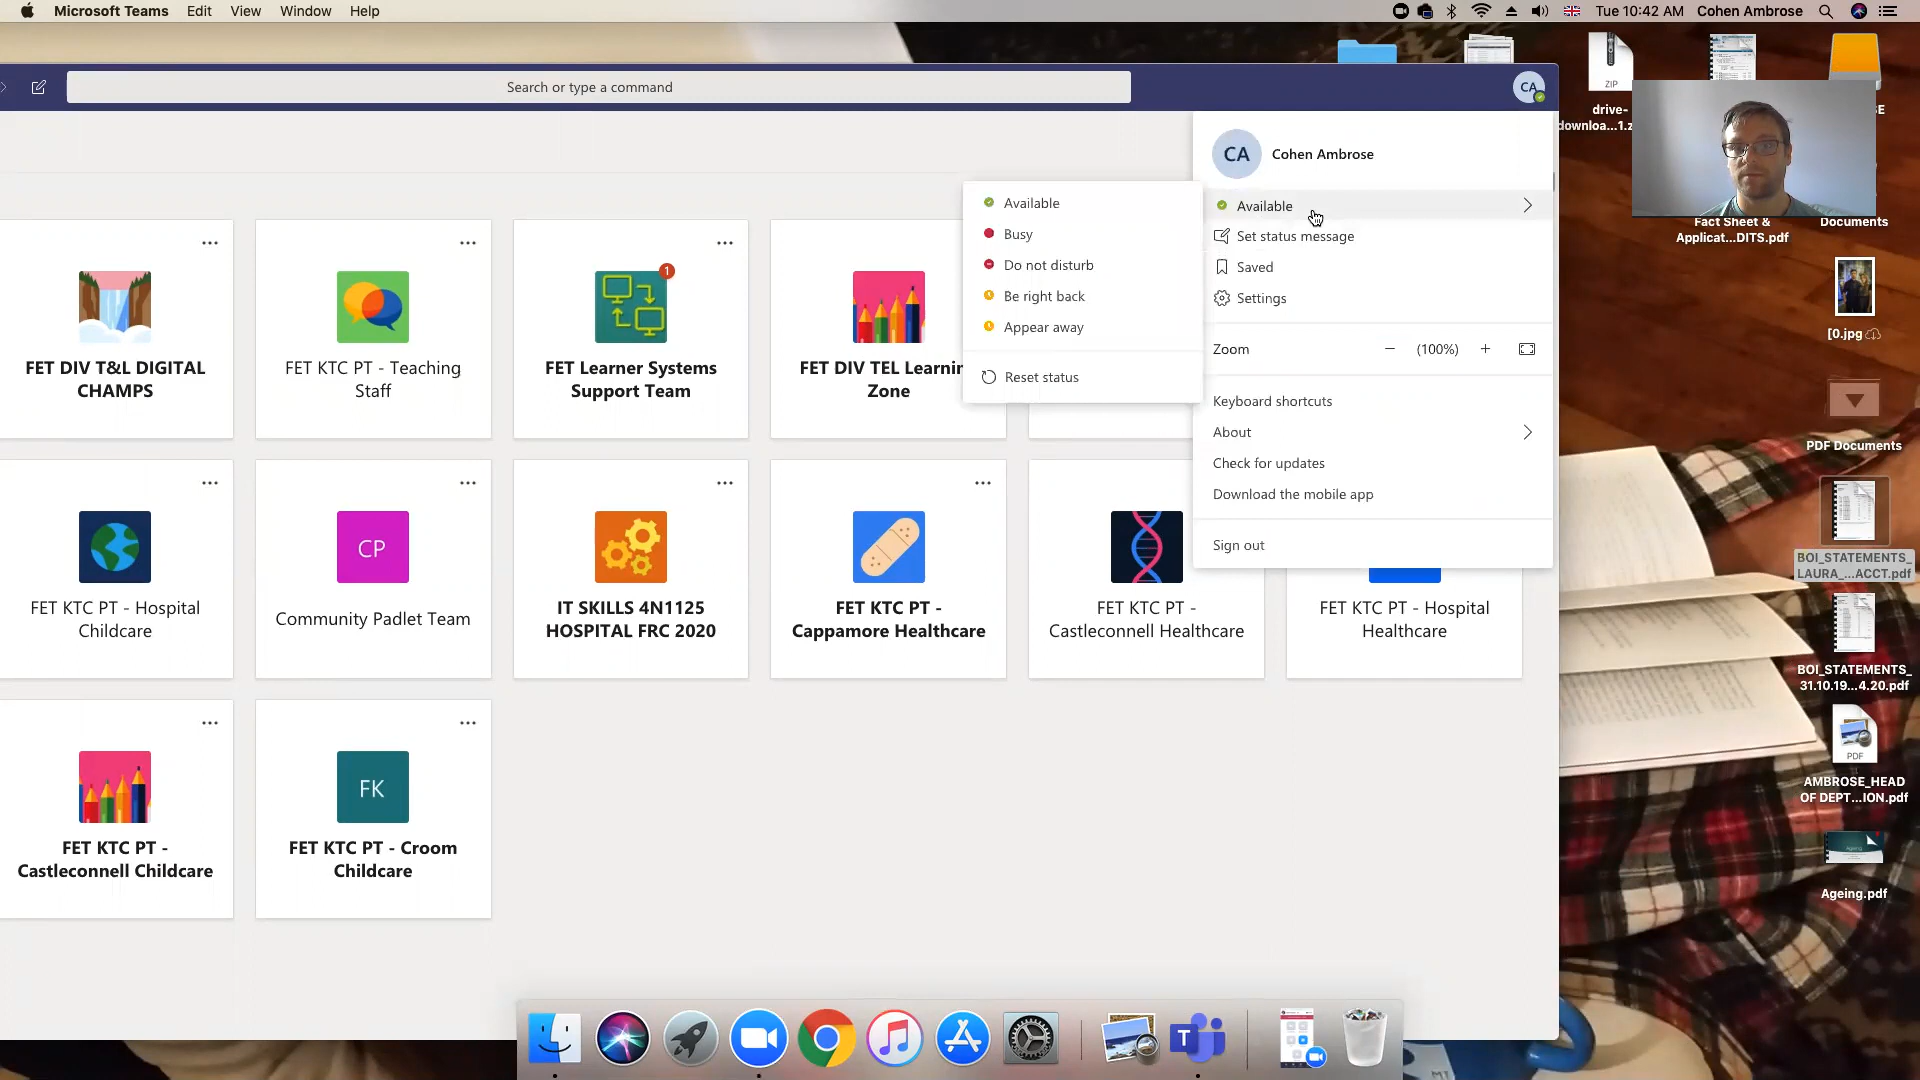 Microsoft Teams Edit View Window Help
Tue 10:42 AM Cohen Ambrose
Search or type a command
CA
CA
Cohen Ambrose
Available
Set status message
Saved
Settings
Zoom
(100%)
Keyboard shortcuts
About
Check for updates
Download the mobile app
Sign out
Available
Busy
Do not disturb
Be right back
Appear away
Reset status
FET DIV T&L DIGITAL
CHAMPS
FET KTC PT - Teaching
Staff
1
FET Learner Systems
Support Team
FET DIV TEL Learnin
Zone
FET KTC PT - Hospital
Childcare
CP
Community Padlet Team
IT SKILLS 4N1125
HOSPITAL FRC 2020
FET KTC PT -
Cappamore Healthcare
FET KTC PT -
Castleconnell Healthcare
FET KTC PT - Hospital
Healthcare
FET KTC PT -
Castleconnell Childcare
FK
FET KTC PT - Croom
Childcare
ZIP
drive-
downloa...1.z
SE
Fact Sheet &
Applicat...DITS.pdf
Documents
[0.jpg
PDF Documents
BOI_STATEMENTS_
LAURA_...ACCT.pdf
BOI_STATEMENTS_
31.10.19...4.20.pdf
PDF
AMBROSE_HEAD
OF DEPT...ION.pdf
Ageing
Ageing.pdf
T